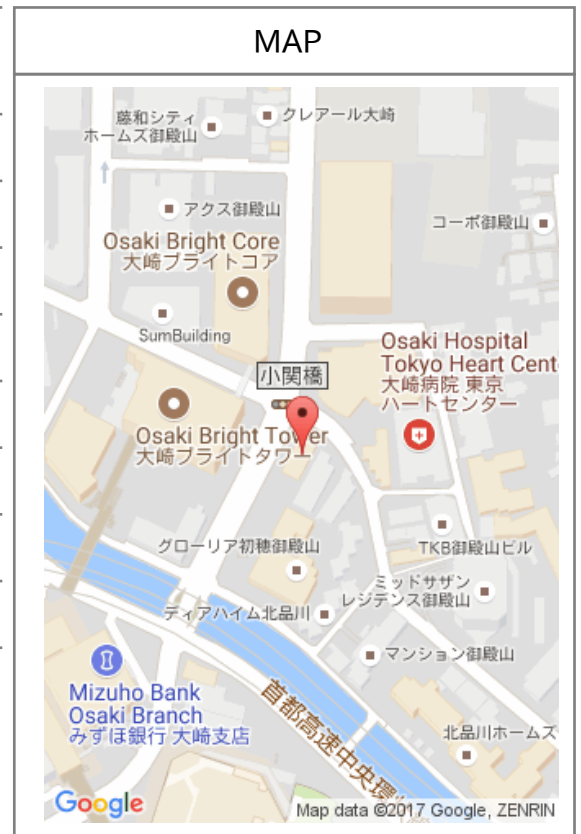 MAP
藤和シティ
ホームズ御殿山
クレアール大崎
アクス御殿山
コーポ御殿山
Osaki Bright Core
大崎ブライトコア
SumBuilding
Osaki Hospital
Tokyo Heart Cent
大崎病院 東京
ハートセンター
小関橋
Osaki Bright Tower
大崎ブライトタワー
グローリア初穂御殿山
TKB御殿山ビル
ミッドサザン
レジデンス御殿山
ディアハイム北品川
マンション御殿山
Mizuho Bank
Osaki Branch
みずほ銀行 大崎支店
首都高速中央環
北品川ホームズ
Google
Map data ©2017 Google, ZENRIN